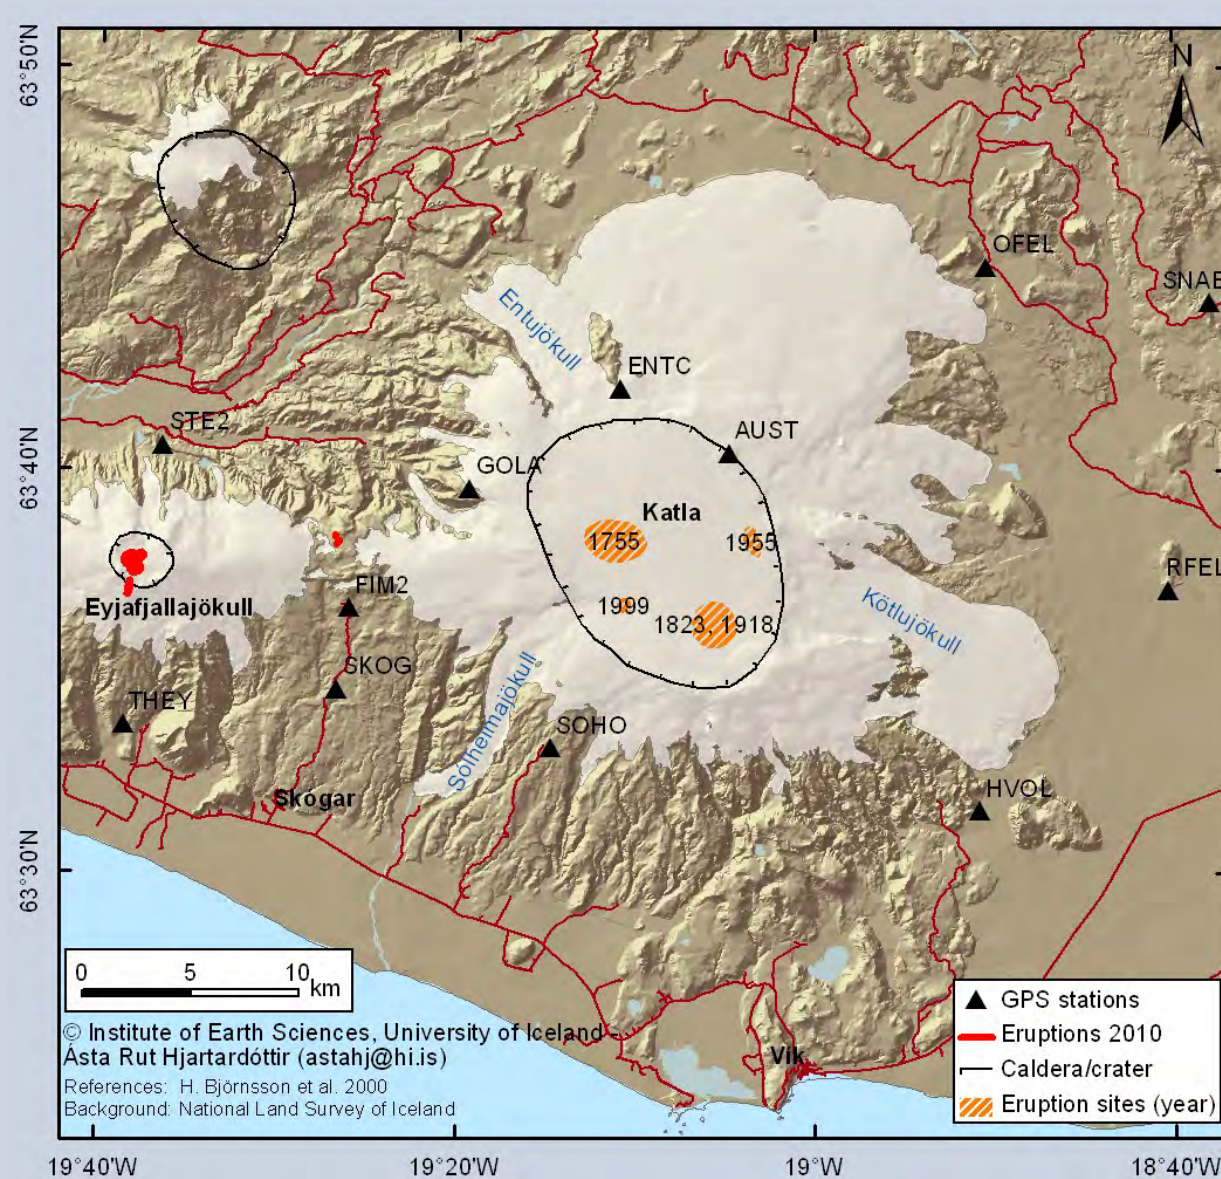 63°50'N
N
OFEL
Entujökull
ENTC
STE2
AUST
GOLA
63°40'N
Katla
1755
1955
RFEL
Eyjafjallajökull
FIM2
1999
1823, 1918
Kötlujökull
SKOG
THEY
SOHO
Sólheimajökull
Skógar
HVOL
63°30'N
0 5 10 km
GPS stations
Eruptions 2010
Caldera/crater
Eruption sites (year)
© Institute of Earth Sciences, University of Iceland -
Ásta Rut Hjartardóttir (astahj@hi.is)
References: H. Björnsson et al. 2000
Background: National Land Survey of Iceland
Vík
19°40'W
19°20'W
19°W
18°40'W